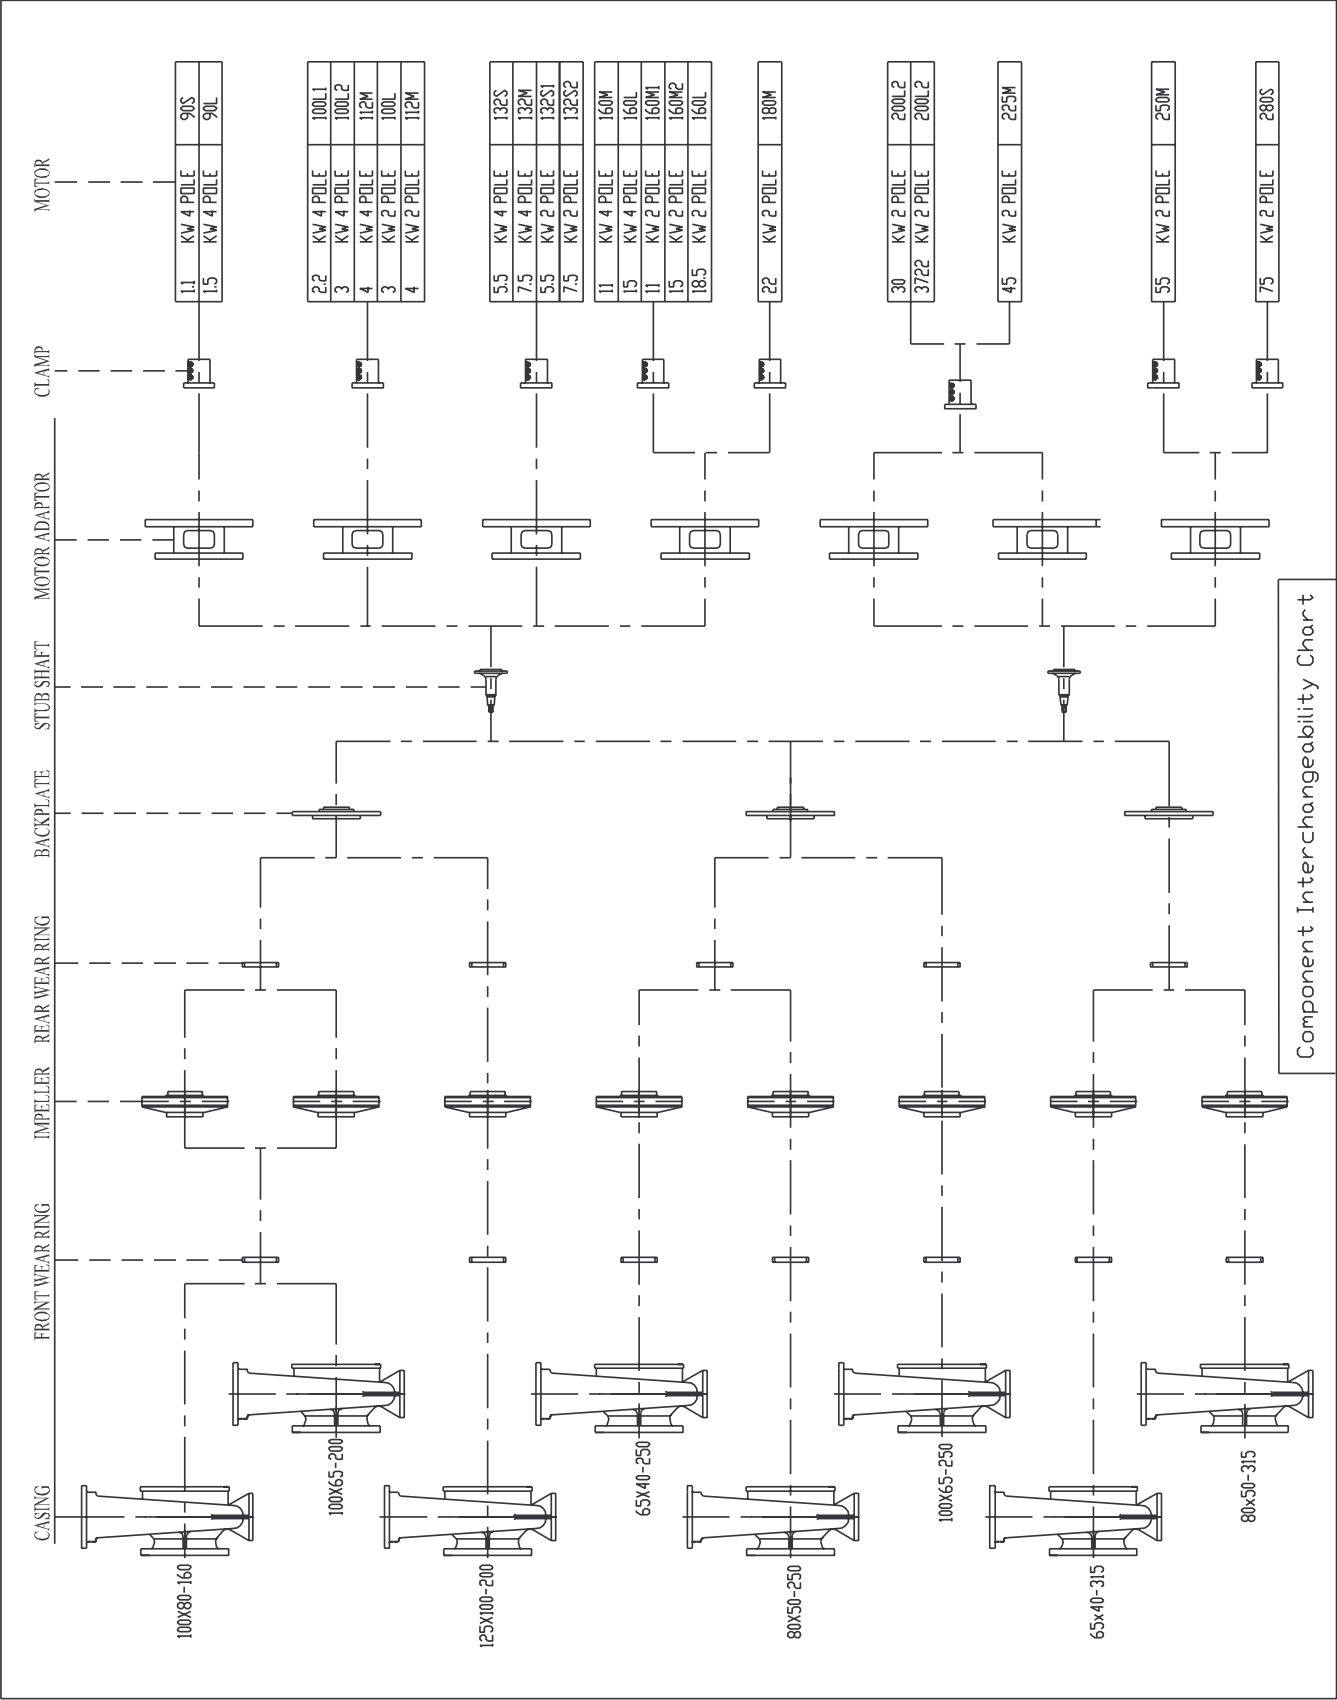 CASING
FRONT WEAR RING
IMPELLER
REAR WEAR RING
BACKPLATE
STUB SHAFT
MOTOR ADAPTOR
CLAMP
MOTOR
100X80-160
100X65-200
125X100-200
65X40-250
80X50-250
100X65-250
65x40-315
80x50-315
1.1 KW 4 POLE 90S
1.5 KW 4 POLE 90L
2.2 KW 4 POLE 100L1
3 KW 4 POLE 100L2
4 KW 4 POLE 112M
3 KW 2 POLE 100L
4 KW 2 POLE 112M
5.5 KW 4 POLE 132S
7.5 KW 4 POLE 132M
5.5 KW 2 POLE 132S1
7.5 KW 2 POLE 132S2
11 KW 4 POLE 160M
15 KW 4 POLE 160L
11 KW 2 POLE 160M1
15 KW 2 POLE 160M2
18.5 KW 2 POLE 160L
22 KW 2 POLE 180M
30 KW 2 POLE 200L2
3722 KW 2 POLE 200L2
45 KW 2 POLE 225M
55 KW 2 POLE 250M
75 KW 2 POLE 280S
Component Interchangeability Chart